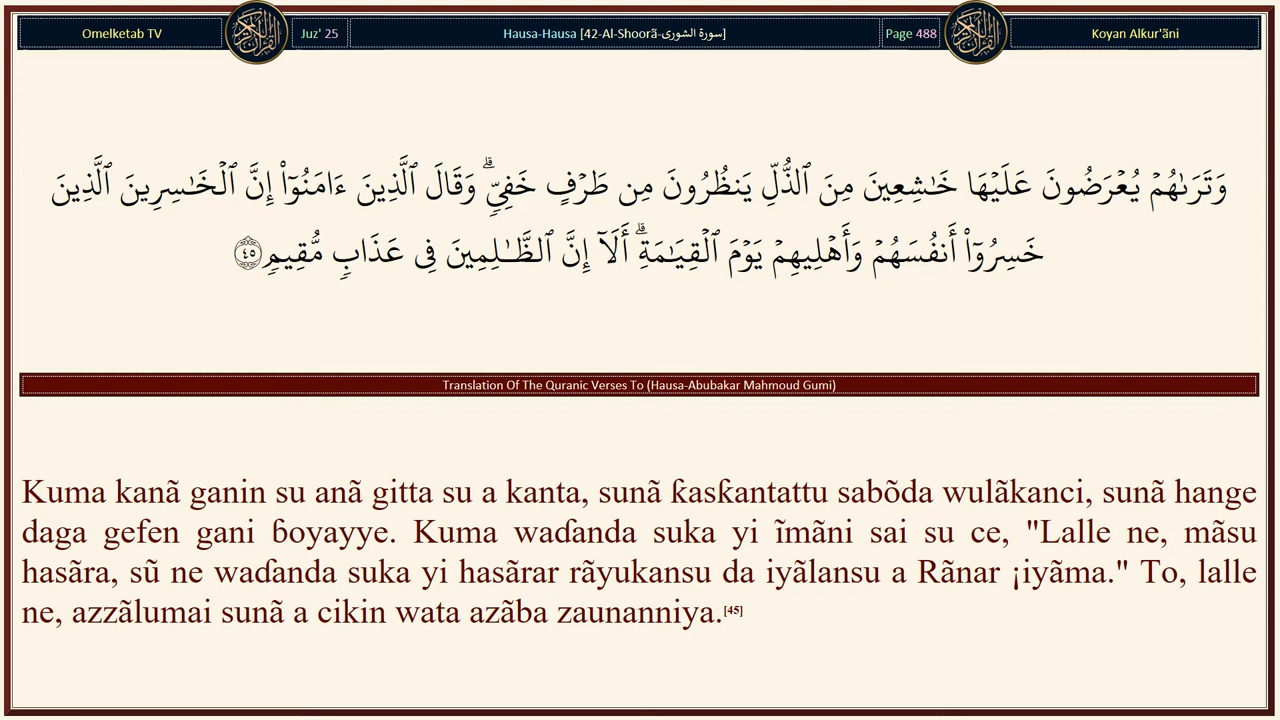 Omelketab TV
Juz' 25
Hausa-Hausa [42-Al-Shoorã-سورة الشورى]
Page 488
Koyan Alƙur'ãni
وَتَرَىٰهُمۡ يُعۡرَضُونَ عَلَيۡهَا خَٰشِعِينَ مِنَ ٱلذُّلِّ يَنظُرُونَ مِن طَرۡفٍ خَفِيّٖۗ وَقَالَ ٱلَّذِينَ ءَامَنُوٓاْ إِنَّ ٱلۡخَٰسِرِينَ ٱلَّذِينَ
خَسِرُوٓاْ أَنفُسَهُمۡ وَأَهۡلِيهِمۡ يَوۡمَ ٱلۡقِيَٰمَةِۗ أَلَآ إِنَّ ٱلظَّٰلِمِينَ فِي عَذَابٖ مُّقِيمٖ ٤٥
Translation Of The Quranic Verses To (Hausa-Abubakar Mahmoud Gumi)
Kuma kanã ganin su anã gitta su a kanta, sunã ƙasƙantattu sabõda wulãkanci, sunã hange
daga gefen gani ɓoyayye. Kuma waɗanda suka yi ĩmãni sai su ce, "Lalle ne, mãsu
hasãra, sũ ne waɗanda suka yi hasãrar rãyukansu da iyãlansu a Rãnar ¡iyãma." To, lalle
ne, azzãlumai sunã a cikin wata azãba zaunanniya.[45]